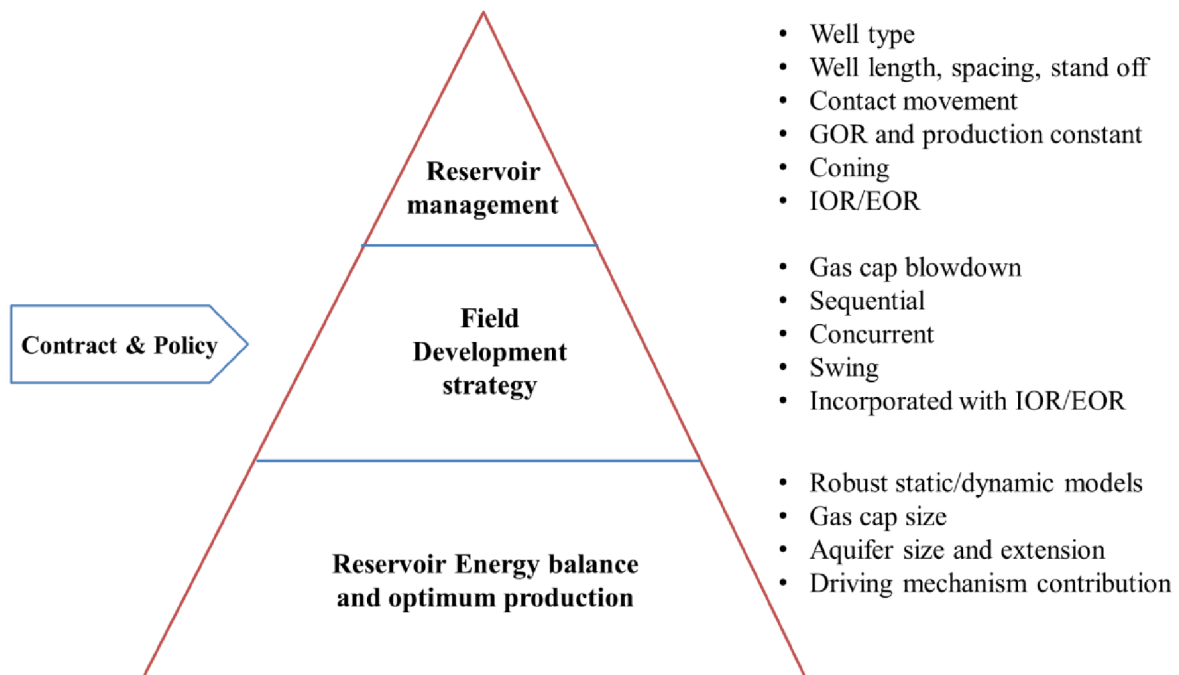 Contract & Policy
Reservoir
management
Field
Development
strategy
Reservoir Energy balance
and optimum production
• Well type
• Well length, spacing, stand off
• Contact movement
• GOR and production constant
• Coning
• IOR/EOR
• Gas cap blowdown
• Sequential
• Concurrent
• Swing
• Incorporated with IOR/EOR
• Robust static/dynamic models
• Gas cap size
• Aquifer size and extension
• Driving mechanism contribution